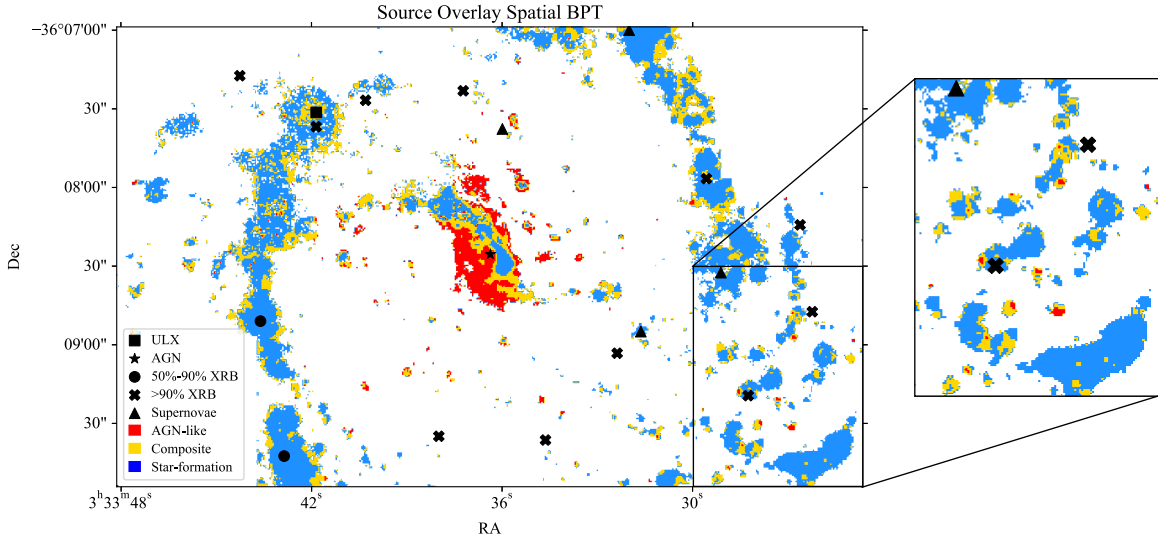 Source Overlay Spatial BPT
−36°07'00"
30"
08'00"
30"
09'00"
30"
Dec
ULX
AGN
50%-90% XRB
>90% XRB
Supernovae
AGN-like
Composite
Star-formation
3ʰ33ᵐ48ˢ
42
36ˢ
30ˢ
RA